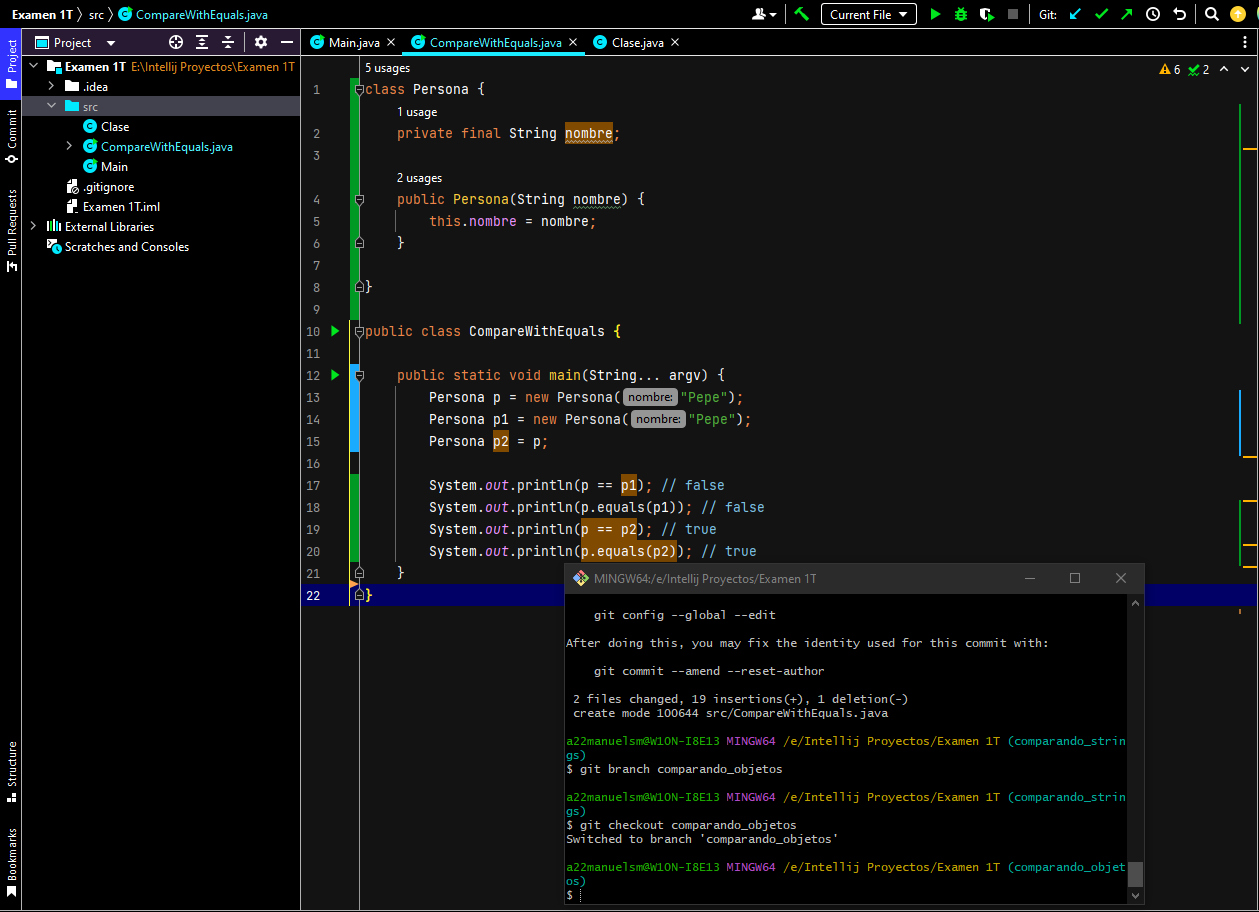 Examen 1T 〉 src 〉 CompareWithEquals.java
Current File
Git:
Project
Main.java
CompareWithEquals.java
Clase.java
Project
Commit
Pull Requests
Structure
Bookmarks
Examen 1T E:\Intellij Proyectos\Examen 1T
.idea
src
Clase
CompareWithEquals.java
Main
.gitignore
Examen 1T.iml
External Libraries
Scratches and Consoles
6 2
5 usages
1 class Persona {
1 usage
2 private final String nombre;
3
2 usages
4 public Persona(String nombre) {
5 this.nombre = nombre;
6 }
7
8 }
9
10 public class CompareWithEquals {
11
12 public static void main(String... argv) {
13 Persona p = new Persona( nombre: "Pepe");
14 Persona p1 = new Persona( nombre: "Pepe");
15 Persona p2 = p;
16
17 System.out.println(p == p1); // false
18 System.out.println(p.equals(p1)); // false
19 System.out.println(p == p2); // true
20 System.out.println(p.equals(p2)); // true
21 }
22 }
MINGW64:/e/Intellij Proyectos/Examen 1T
git config --global --edit
After doing this, you may fix the identity used for this commit with:
git commit --amend --reset-author
2 files changed, 19 insertions(+), 1 deletion(-)
create mode 100644 src/CompareWithEquals.java
a22manuelsm@W10N-I8E13 MINGW64 /e/Intellij Proyectos/Examen 1T (comparando_strin
gs)
$ git branch comparando_objetos
a22manuelsm@W10N-I8E13 MINGW64 /e/Intellij Proyectos/Examen 1T (comparando_strin
gs)
$ git checkout comparando_objetos
Switched to branch 'comparando_objetos'
a22manuelsm@W10N-I8E13 MINGW64 /e/Intellij Proyectos/Examen 1T (comparando_objet
os)
$